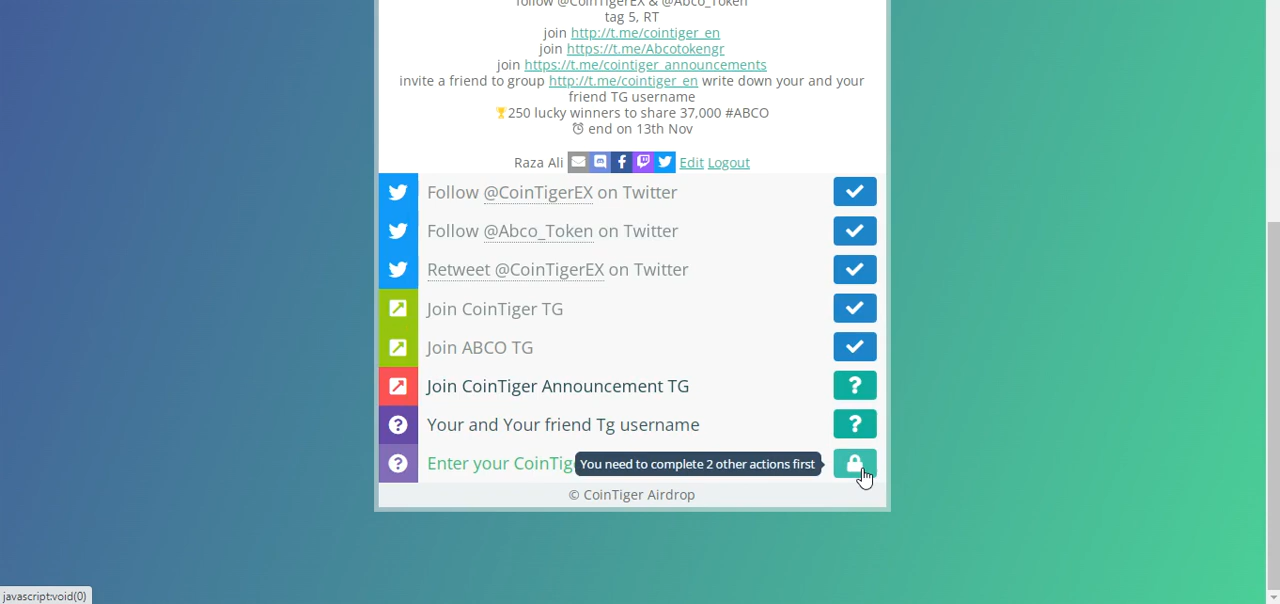 follow @CoinTigerEX & @Abco_Token
tag 5, RT
join http://t.me/cointiger_en
join https://t.me/Abcotokengr
join https://t.me/cointiger_announcements
invite a friend to group http://t.me/cointiger_en write down your and your
friend TG username
🏆250 lucky winners to share 37,000 #ABCO
⏰ end on 13th Nov
Raza Ali Edit Logout
Follow @CoinTigerEX on Twitter
Follow @Abco_Token on Twitter
Retweet @CoinTigerEX on Twitter
Join CoinTiger TG
Join ABCO TG
Join CoinTiger Announcement TG ?
? Your and Your friend Tg username ?
? Enter your CoinTig You need to complete 2 other actions first
© CoinTiger Airdrop
javascript:void(0)